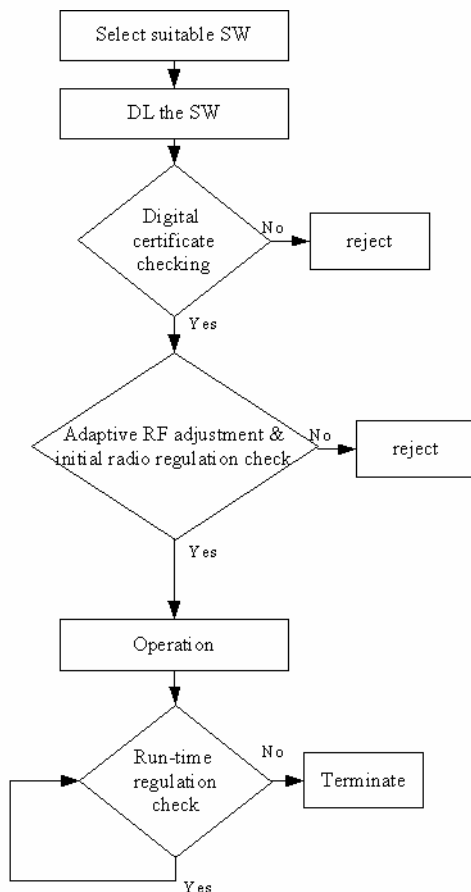 Select suitable SW
DL the SW
Digital
certificate
checking
No
reject
Yes
Adaptive RF adjustment &
initial radio regulation check
No
reject
Yes
Operation
Run-time
regulation
check
No
Terminate
Yes